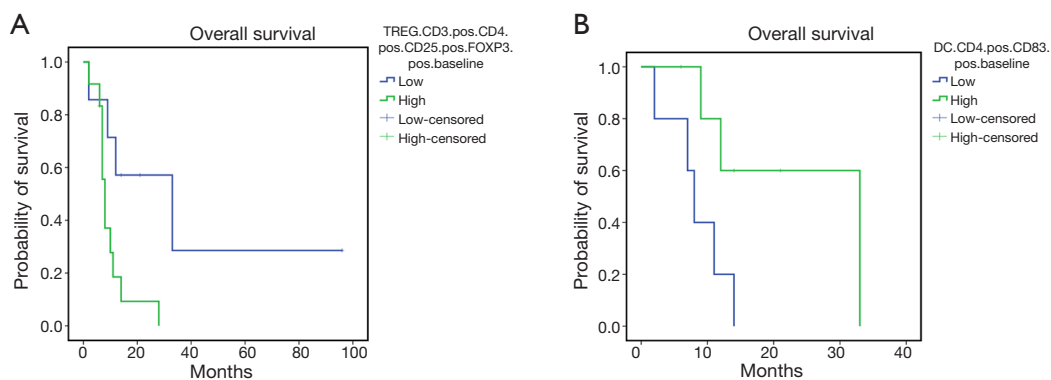 A
Overall survival
TREG.CD3.pos.CD4.
pos.CD25.pos.FOXP3.
pos.baseline
Low
High
Low-censored
High-censored
Probability of survival
1.0
0.8
0.6
0.4
0.2
0.0
0 20 40 60 80 100
Months
B
Overall survival
DC.CD4.pos.CD83.
pos.baseline
Low
High
Low-censored
High-censored
Probability of survival
1.0
0.8
0.6
0.4
0.2
0.0
0 10 20 30 40
Months